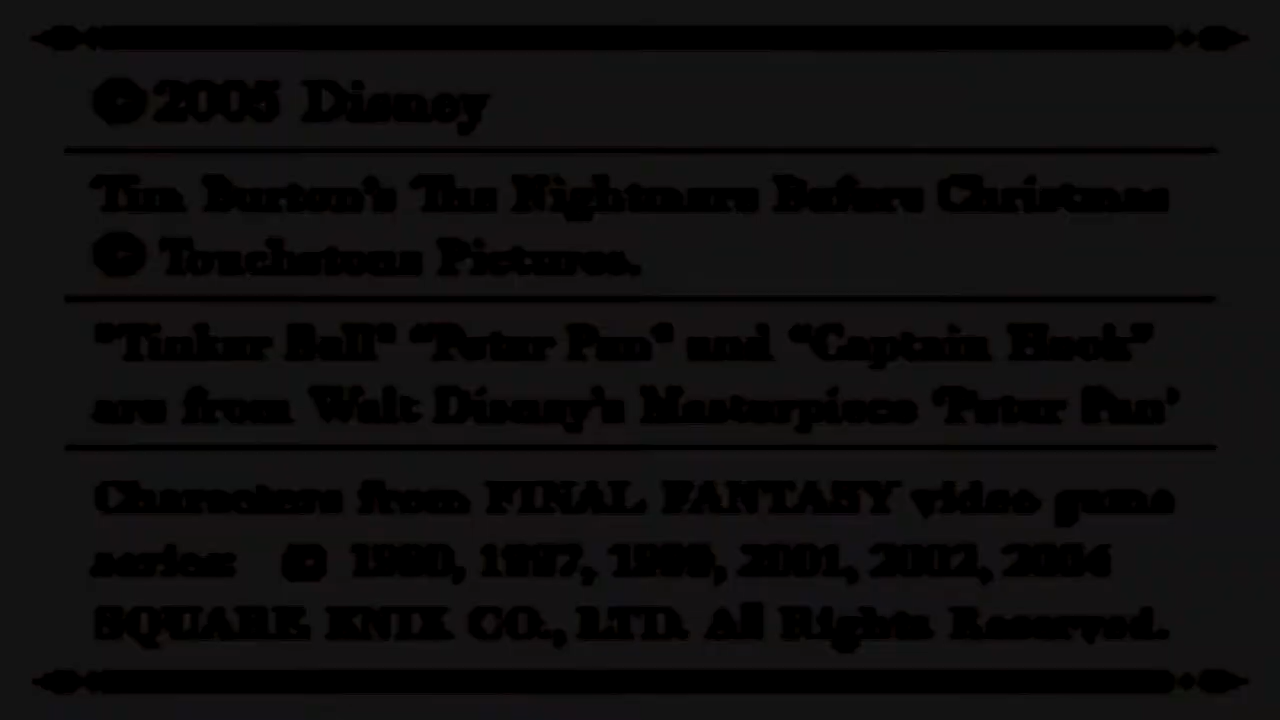 © 2005 Disney
Tim Burton's The Nightmare Before Christmas
© Touchstone Pictures.
"Tinker Bell" "Peter Pan" and "Captain Hook"
are from Walt Disney's Masterpiece 'Peter Pan'
Characters from FINAL FANTASY video game
series: © 1990, 1997, 1999, 2001, 2002, 2004
SQUARE ENIX CO., LTD. All Rights Reserved.